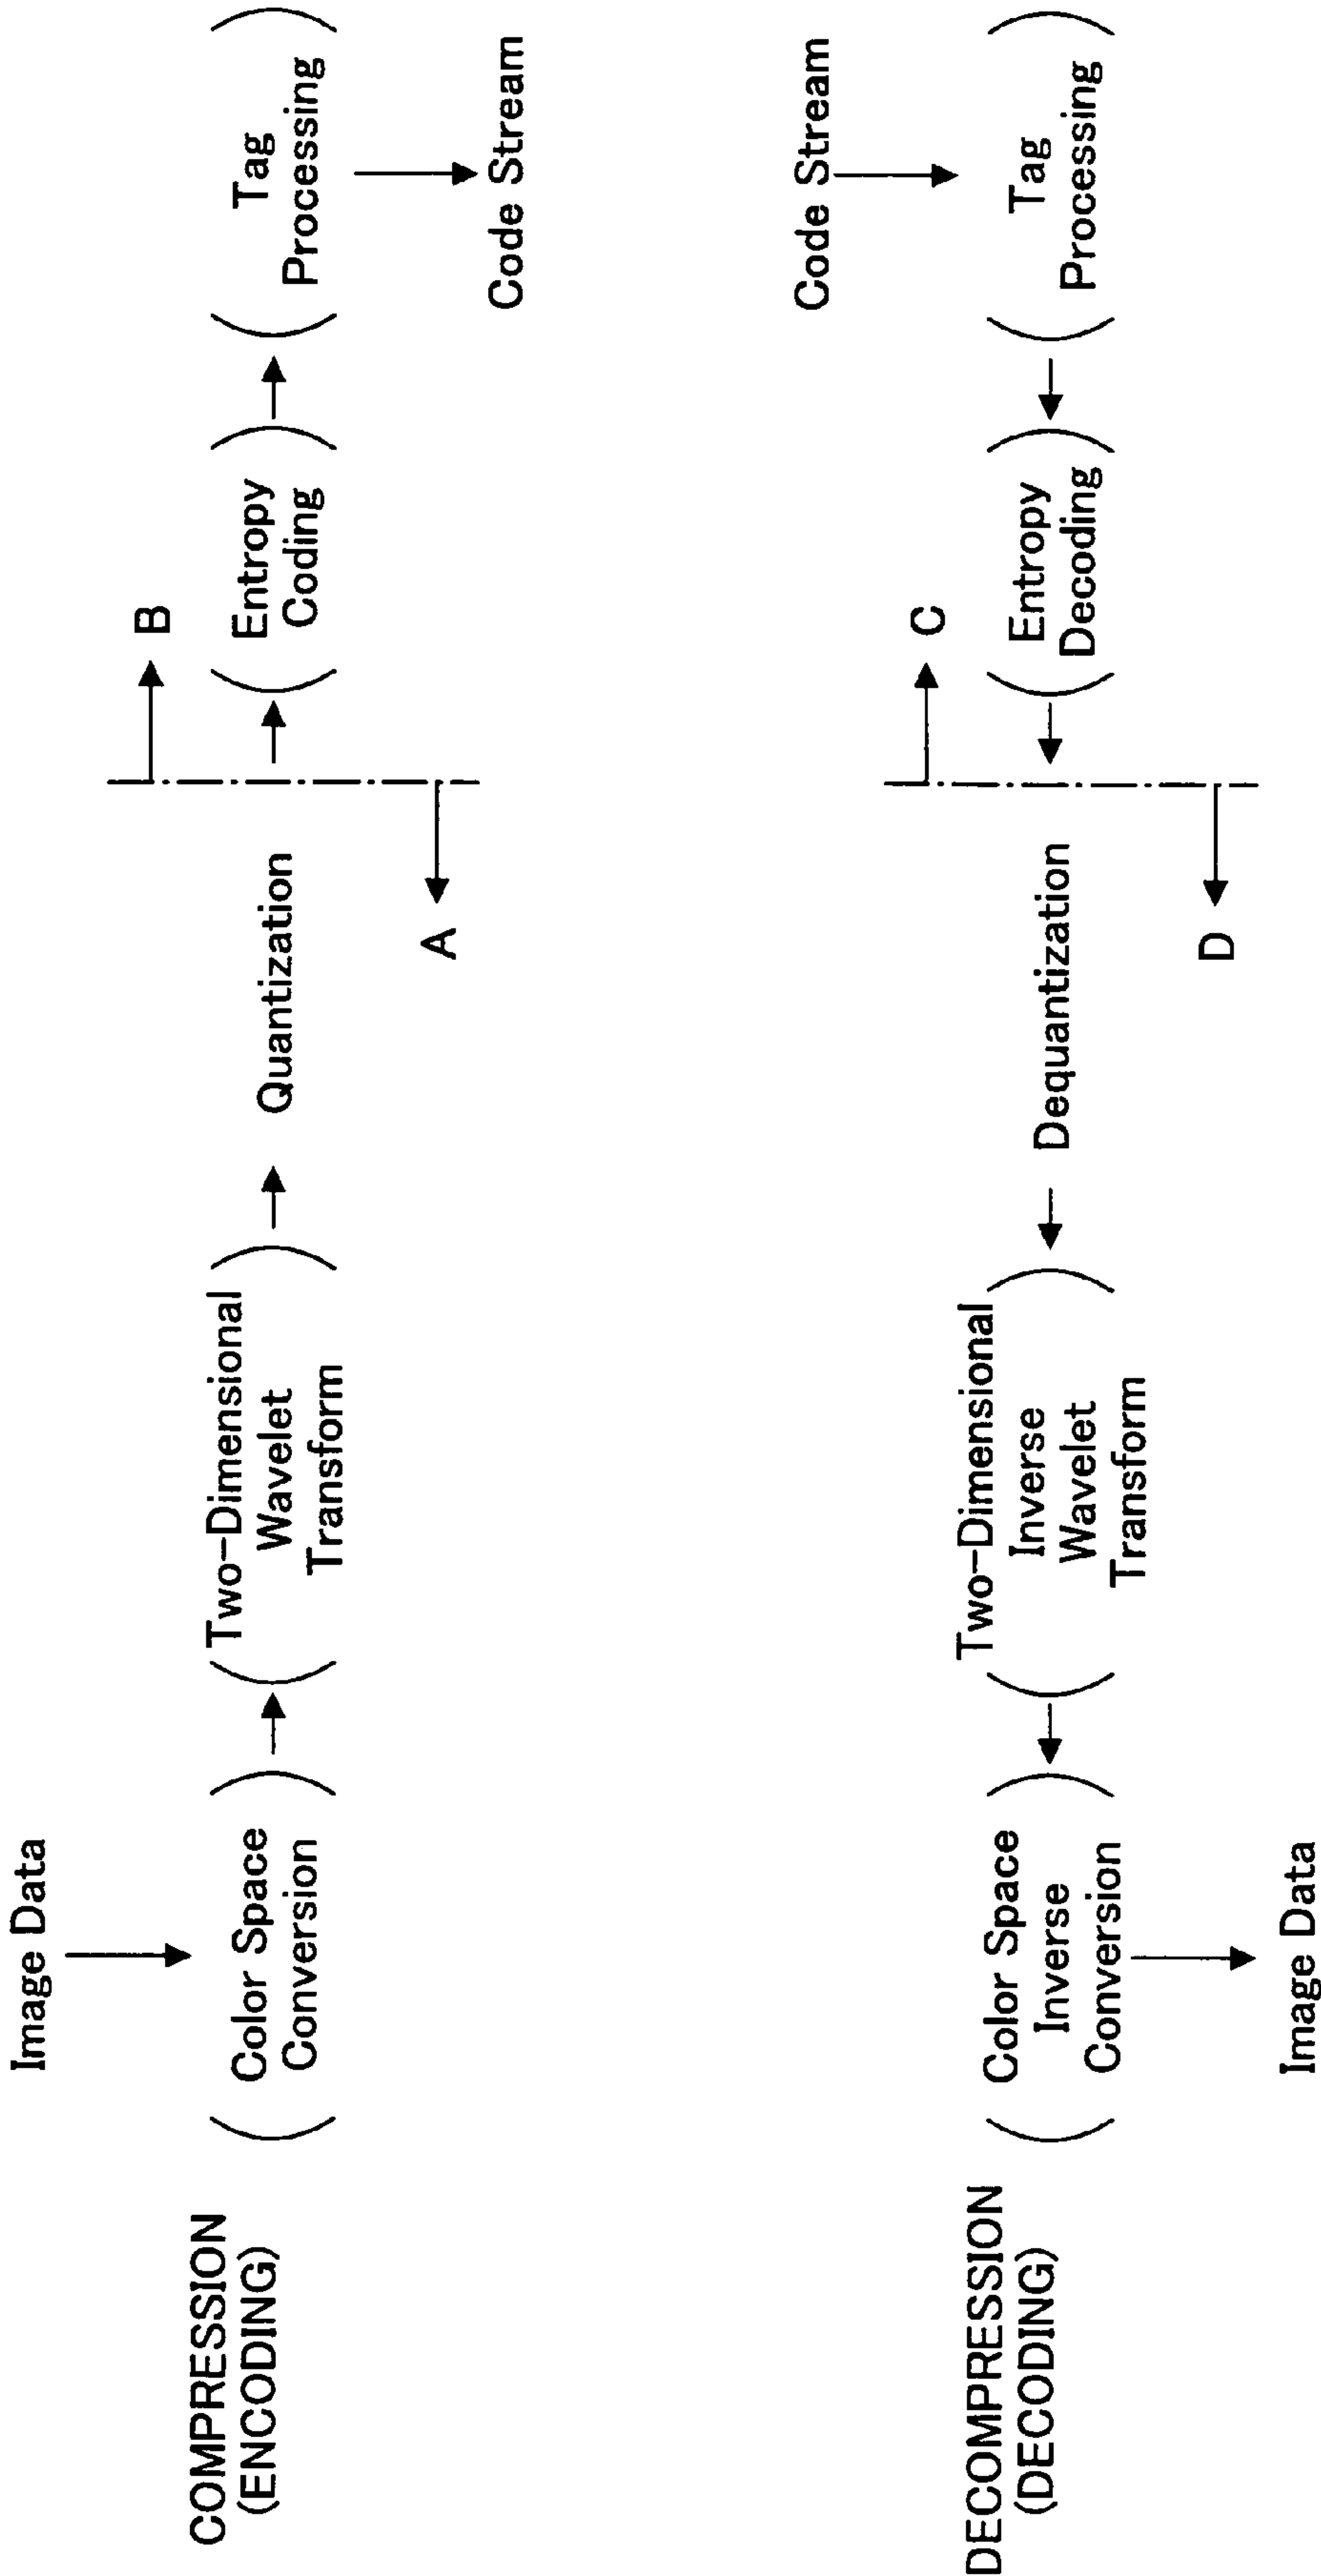 Image Data
COMPRESSION
(ENCODING)
Color Space
Conversion
Two-Dimensional
Wavelet
Transform
Quantization
A
B
Entropy
Coding
Tag
Processing
Code Stream
DECOMPRESSION
(DECODING)
Color Space
Inverse
Conversion
Image Data
Two-Dimensional
Inverse
Wavelet
Transform
Dequantization
D
C
Entropy
Decoding
Tag
Processing
Code Stream